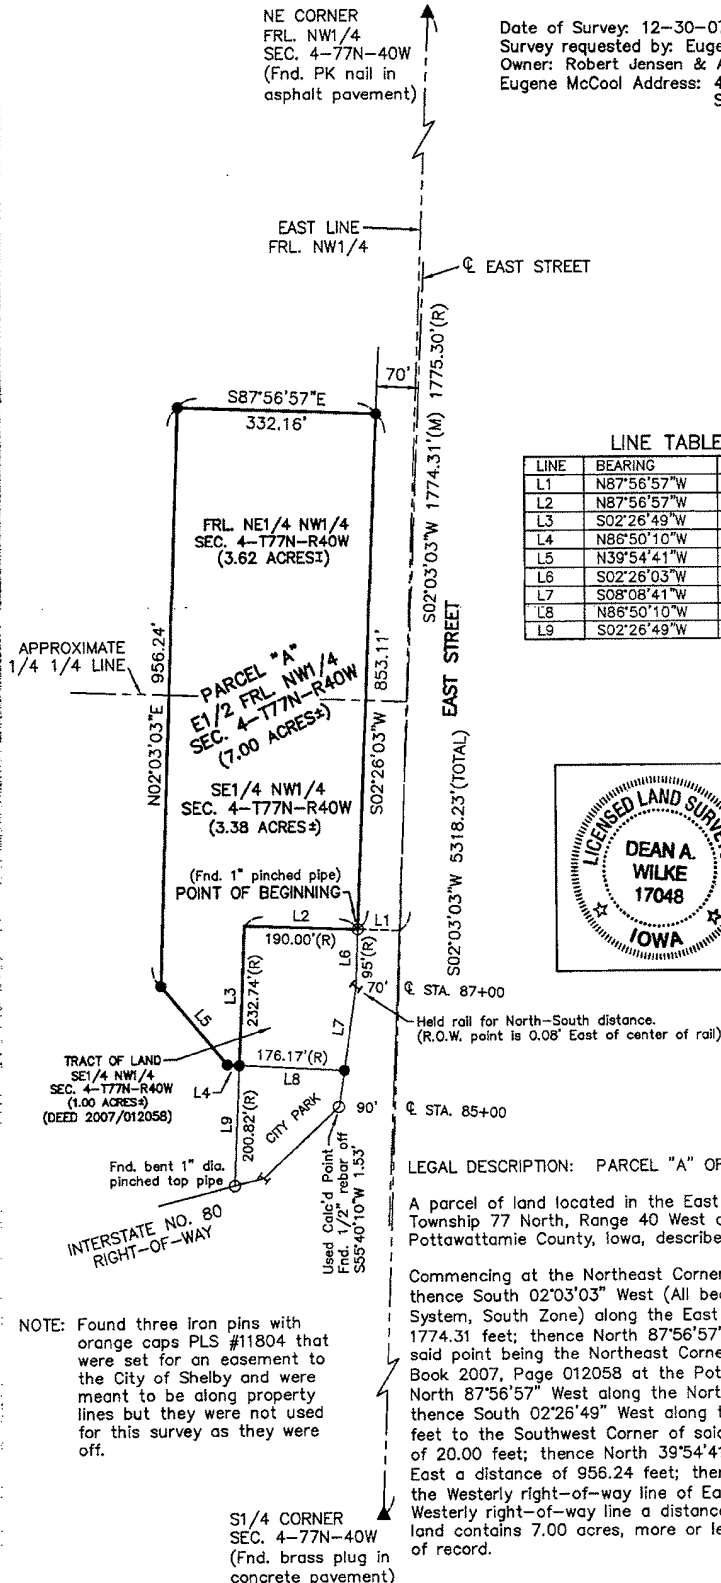 NE CORNER
FRL. NW1/4
SEC. 4-77N-40W
(Fnd. PK nail in
asphalt pavement)
Date of Survey: 12-30-07
Survey requested by:
Owner: Robert Jensen &
Eugene McCool Address:
EAST LINE
FRL. NW1/4
℄ EAST STREET
70'
S87°56'57"E
332.16'
S02°03'03"W 1774.31'(M) 1775.30'(R)
LINE TABLE
LINE BEARING
L1 N87°56'57"W
L2 N87°56'57"W
L3 S02°26'49"W
L4 N86°50'10"W
L5 N39°54'41"W
L6 S02°26'03"W
L7 S08°08'41"W
L8 N86°50'10"W
L9 S02°26'49"W
FRL. NE1/4 NW1/4
SEC. 4-T77N-R40W
(3.62 ACRES±)
APPROXIMATE
1/4 1/4 LINE
N02°03'03"E 956.24'
PARCEL "A"
E1/2 FRL. NW1/4
SEC. 4-T77N-R40W
(7.00 ACRES±)
S02°26'03"W 853.11'
EAST STREET
S02°03'03"W 5318.23'(TOTAL)
SE1/4 NW1/4
SEC. 4-T77N-R40W
(3.38 ACRES±)
LICENSED LAND
DEAN A.
WILKE
17048
IOWA
(Fnd. 1" pinched pipe)
POINT OF BEGINNING
L2
L1
190.00'(R)
L6
95'(R)
L3
232.74'(R)
70'
℄ STA. 87+00
L5
L7
Held rail for North-South distance.
(R.O.W. point is 0.08' East of center of rail)
TRACT OF LAND
SE1/4 NW1/4
SEC. 4-T77N-R40W
(1.00 ACRES±)
(DEED 2007/012058)
176.17'(R)
L4
L8
L9
200.82'(R)
CITY PARK
90'
℄ STA. 85+00
Fnd. bent 1" dia.
pinched top pipe
Used Calc'd Point
Fnd. 1/2" rebar off
S55°40'10"W 1.53'
INTERSTATE NO. 80
RIGHT-OF-WAY
LEGAL DESCRIPTION: PARCEL "A"
A parcel of land located in the East
Township 77 North, Range 40 West
Pottawattamie County, Iowa,
Commencing at the Northeast
thence South 02°03'03" West (All
System, South Zone) along the East
1774.31 feet; thence North 87°56'57"
said point being the Northeast
Book 2007, Page 012058 at the
North 87°56'57" West along the
thence South 02°26'49" West along
feet to the Southwest Corner of
of 20.00 feet; thence North
East a distance of 956.24 feet;
the Westerly right-of-way line of
Westerly right-of-way line a
land contains 7.00 acres, more or
of record.
NOTE: Found three iron pins with
orange caps PLS #11804 that
were set for an easement to
the City of Shelby and were
meant to be along property
lines but they were not used
for this survey as they were
off.
S1/4 CORNER
SEC. 4-77N-40W
(Fnd. brass plug in
concrete pavement)